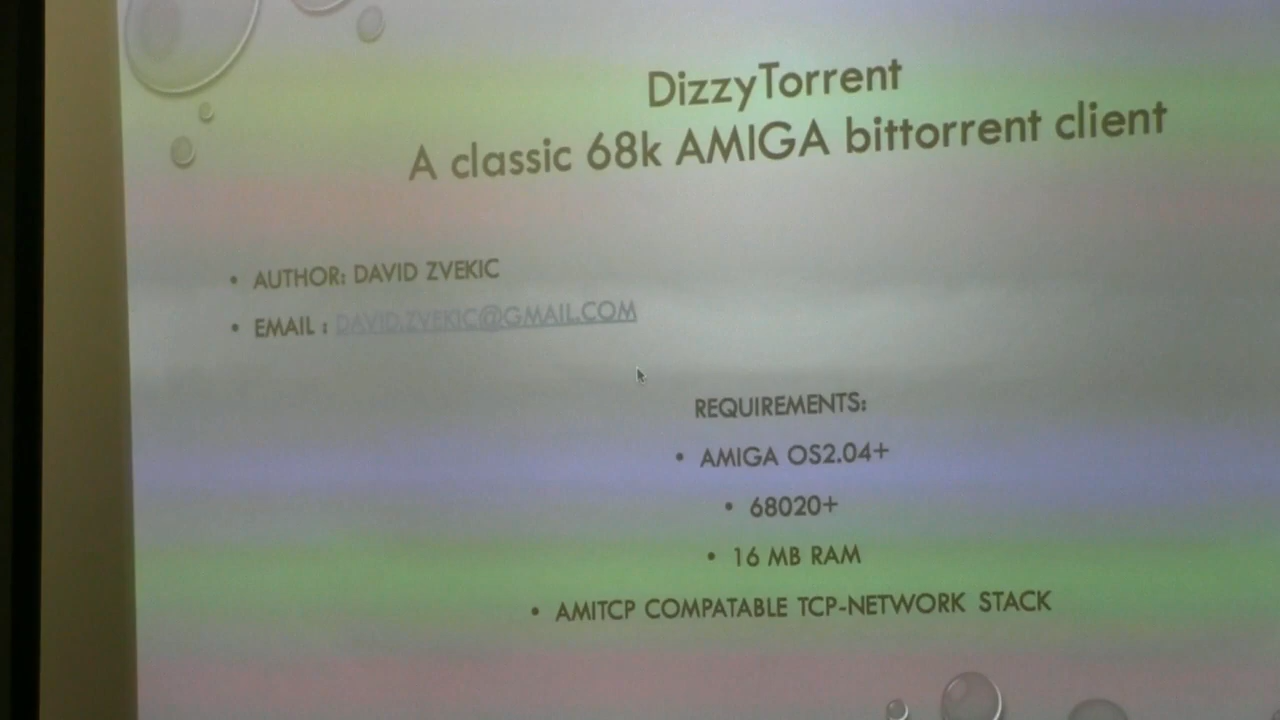 DizzyTorrent
A classic 68k AMIGA bittorrent client
• AUTHOR: DAVID ZVEKIC
• EMAIL : DAVID.ZVEKIC@GMAIL.COM
REQUIREMENTS:
• AMIGA OS2.04+
• 68020+
• 16 MB RAM
• AMITCP COMPATABLE TCP-NETWORK STACK